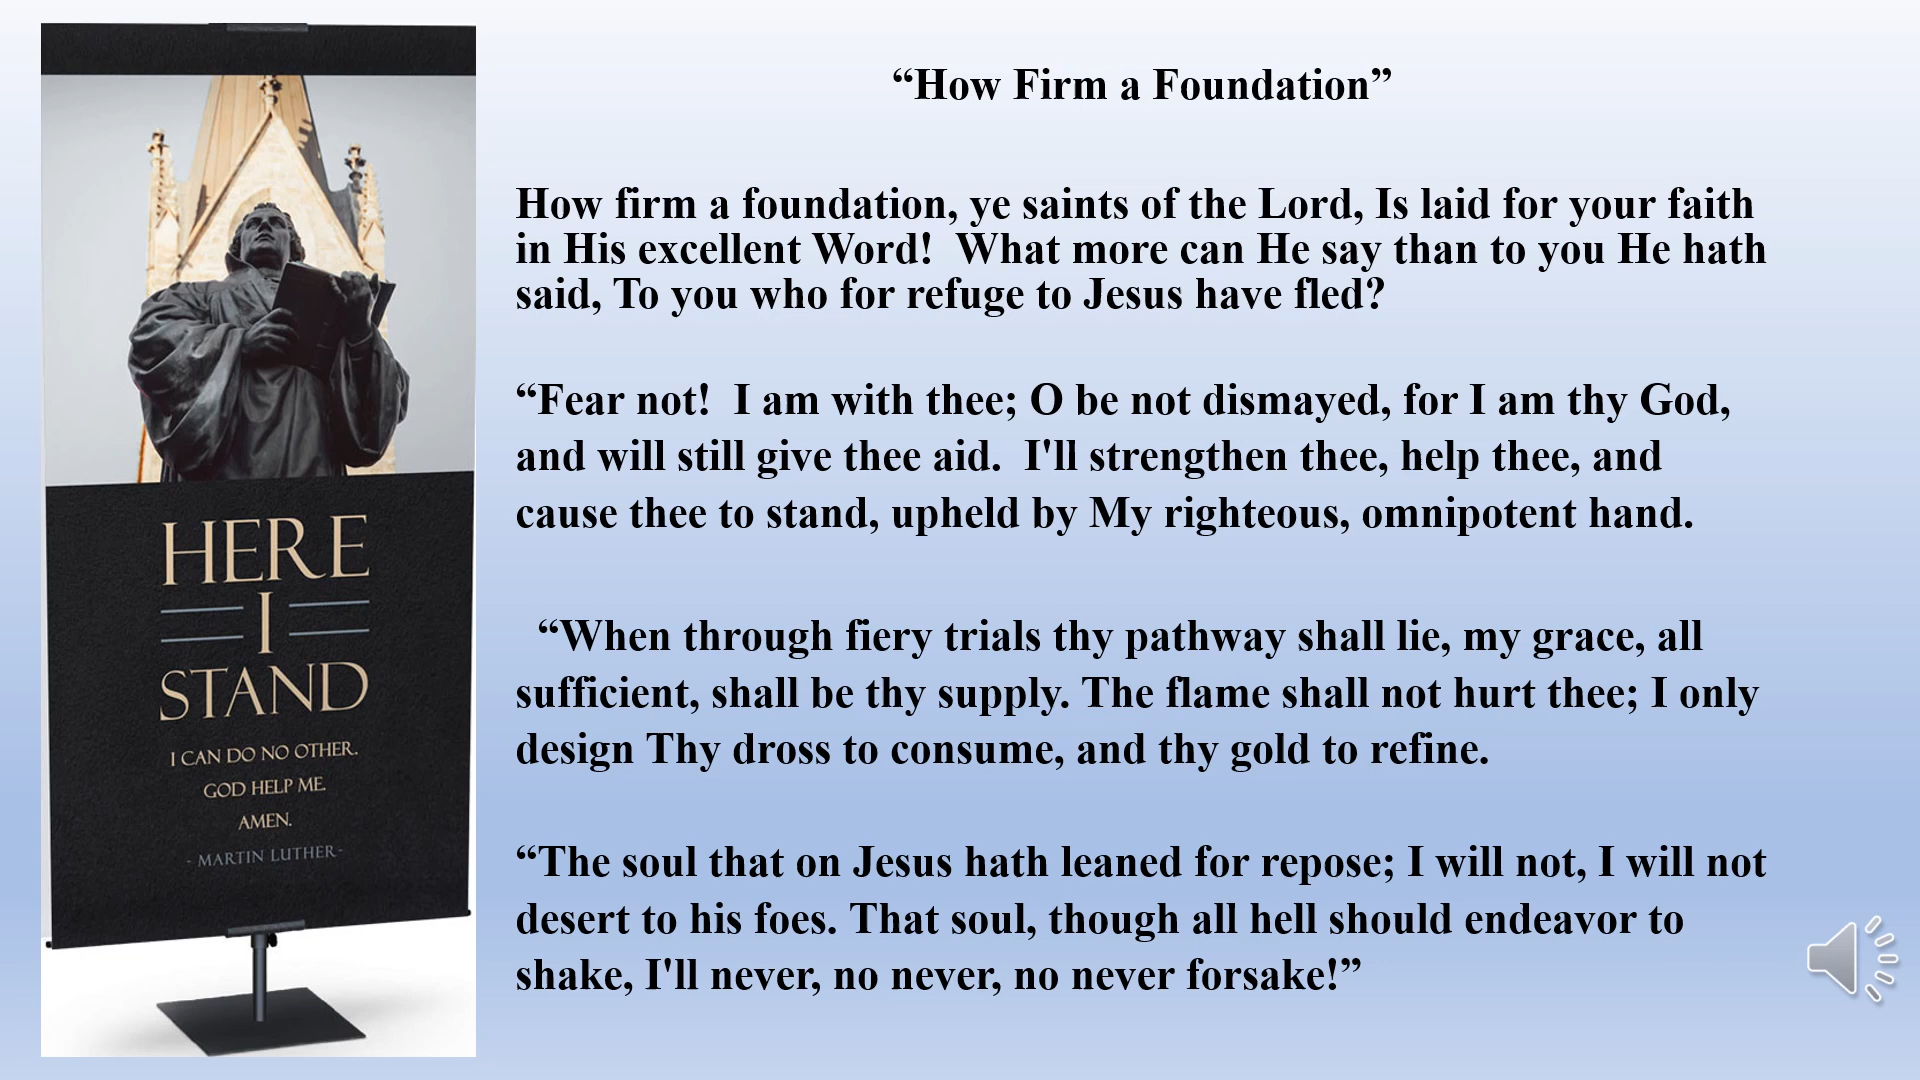 HERE
I
STAND
I CAN DO NO OTHER.
GOD HELP ME.
AMEN.
- MARTIN LUTHER-
“How Firm a Foundation”
How firm a foundation, ye saints of the Lord, Is laid for your faith
in His excellent Word!  What more can He say than to you He hath
said, To you who for refuge to Jesus have fled?
“Fear not!  I am with thee; O be not dismayed, for I am thy God,
and will still give thee aid.  I'll strengthen thee, help thee, and
cause thee to stand, upheld by My righteous, omnipotent hand.
“When through fiery trials thy pathway shall lie, my grace, all
sufficient, shall be thy supply. The flame shall not hurt thee; I only
design Thy dross to consume, and thy gold to refine.
“The soul that on Jesus hath leaned for repose; I will not, I will not
desert to his foes. That soul, though all hell should endeavor to
shake, I'll never, no never, no never forsake!”